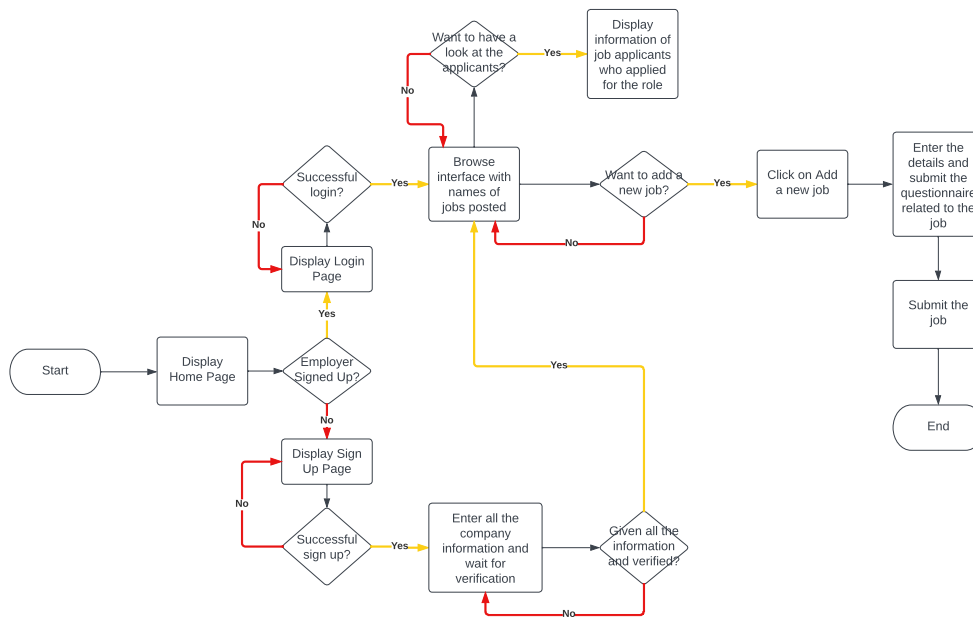 Want to have a
look at the
applicants?
Yes
Display
information of
job applicants
who applied
for the role
No
Successful
login?
Yes
Browse
interface with
names of
jobs posted
Want to add a
new job?
Yes
Click on Add
a new job
Enter the
details and
submit the
questionnaire
related to the
job
No
No
Display Login
Page
Yes
Submit the
job
Start
Display
Home Page
Employer
Signed Up?
Yes
No
End
Display Sign
Up Page
No
Successful
sign up?
Yes
Enter all the
company
information and
wait for
verification
Given all the
information
and verified?
No